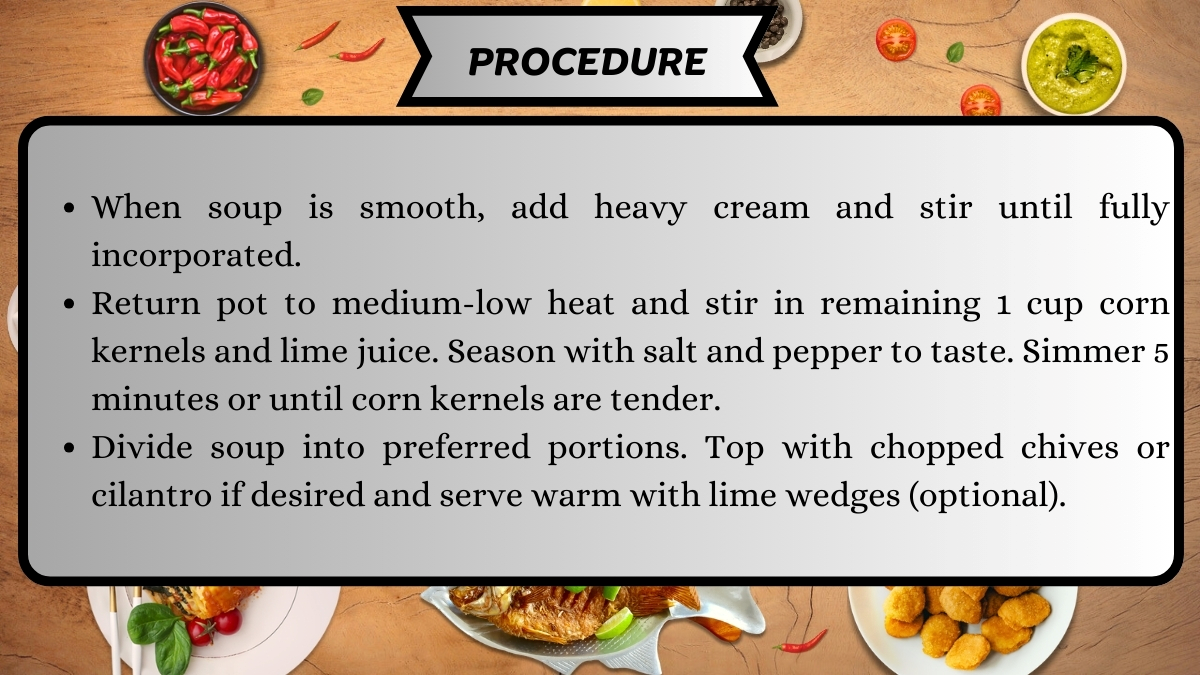 PROCEDURE
• When soup is smooth, add heavy cream and stir until fully
incorporated.
• Return pot to medium-low heat and stir in remaining 1 cup corn
kernels and lime juice. Season with salt and pepper to taste. Simmer 5
minutes or until corn kernels are tender.
• Divide soup into preferred portions. Top with chopped chives or
cilantro if desired and serve warm with lime wedges (optional).